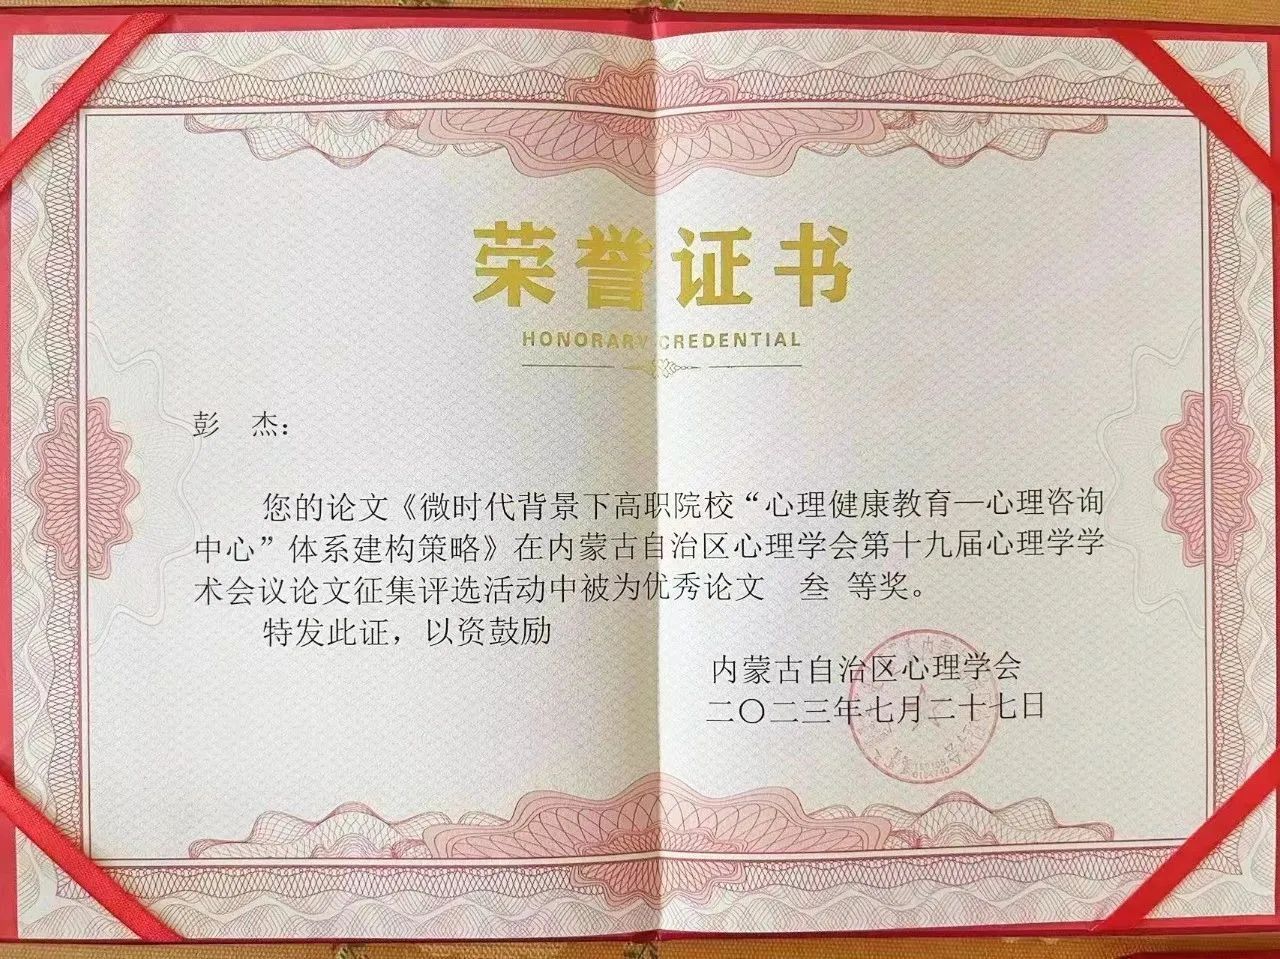 荣誉证书
HONORARY CREDENTIAL
彭 杰：
您的论文《微时代背景下高职院校“心理健康教育—心理咨询
中心”体系建构策略》在内蒙古自治区心理学会第十九届心理学学
术会议论文征集评选活动中被为优秀论文 叁 等奖。
特发此证，以资鼓励
内蒙古自治区心理学会
二〇二三年七月二十七日